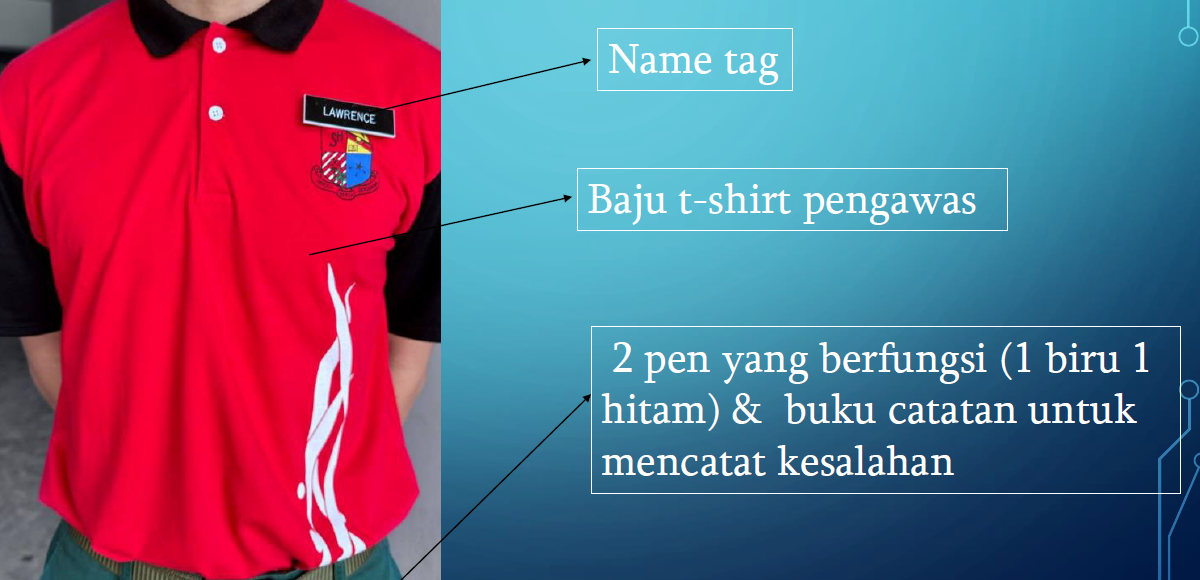 Name tag
LAWRENCE
SH
Baju t-shirt pengawas
2 pen yang berfungsi (1 biru 1
hitam) & buku catatan untuk
mencatat kesalahan